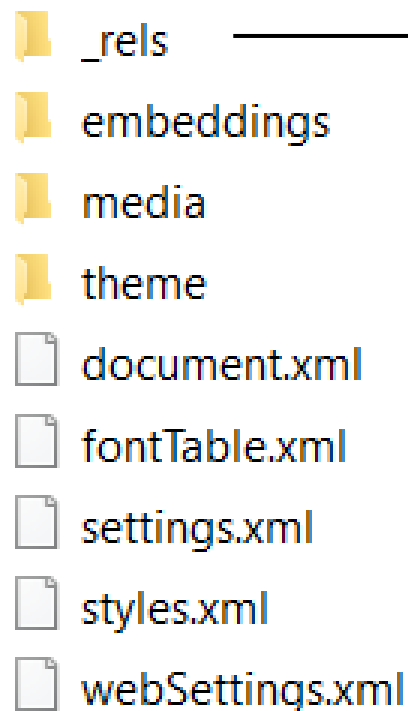 _rels
embeddings
media
theme
document.xml
fontTable.xml
settings.xml
styles.xml
webSettings.xml